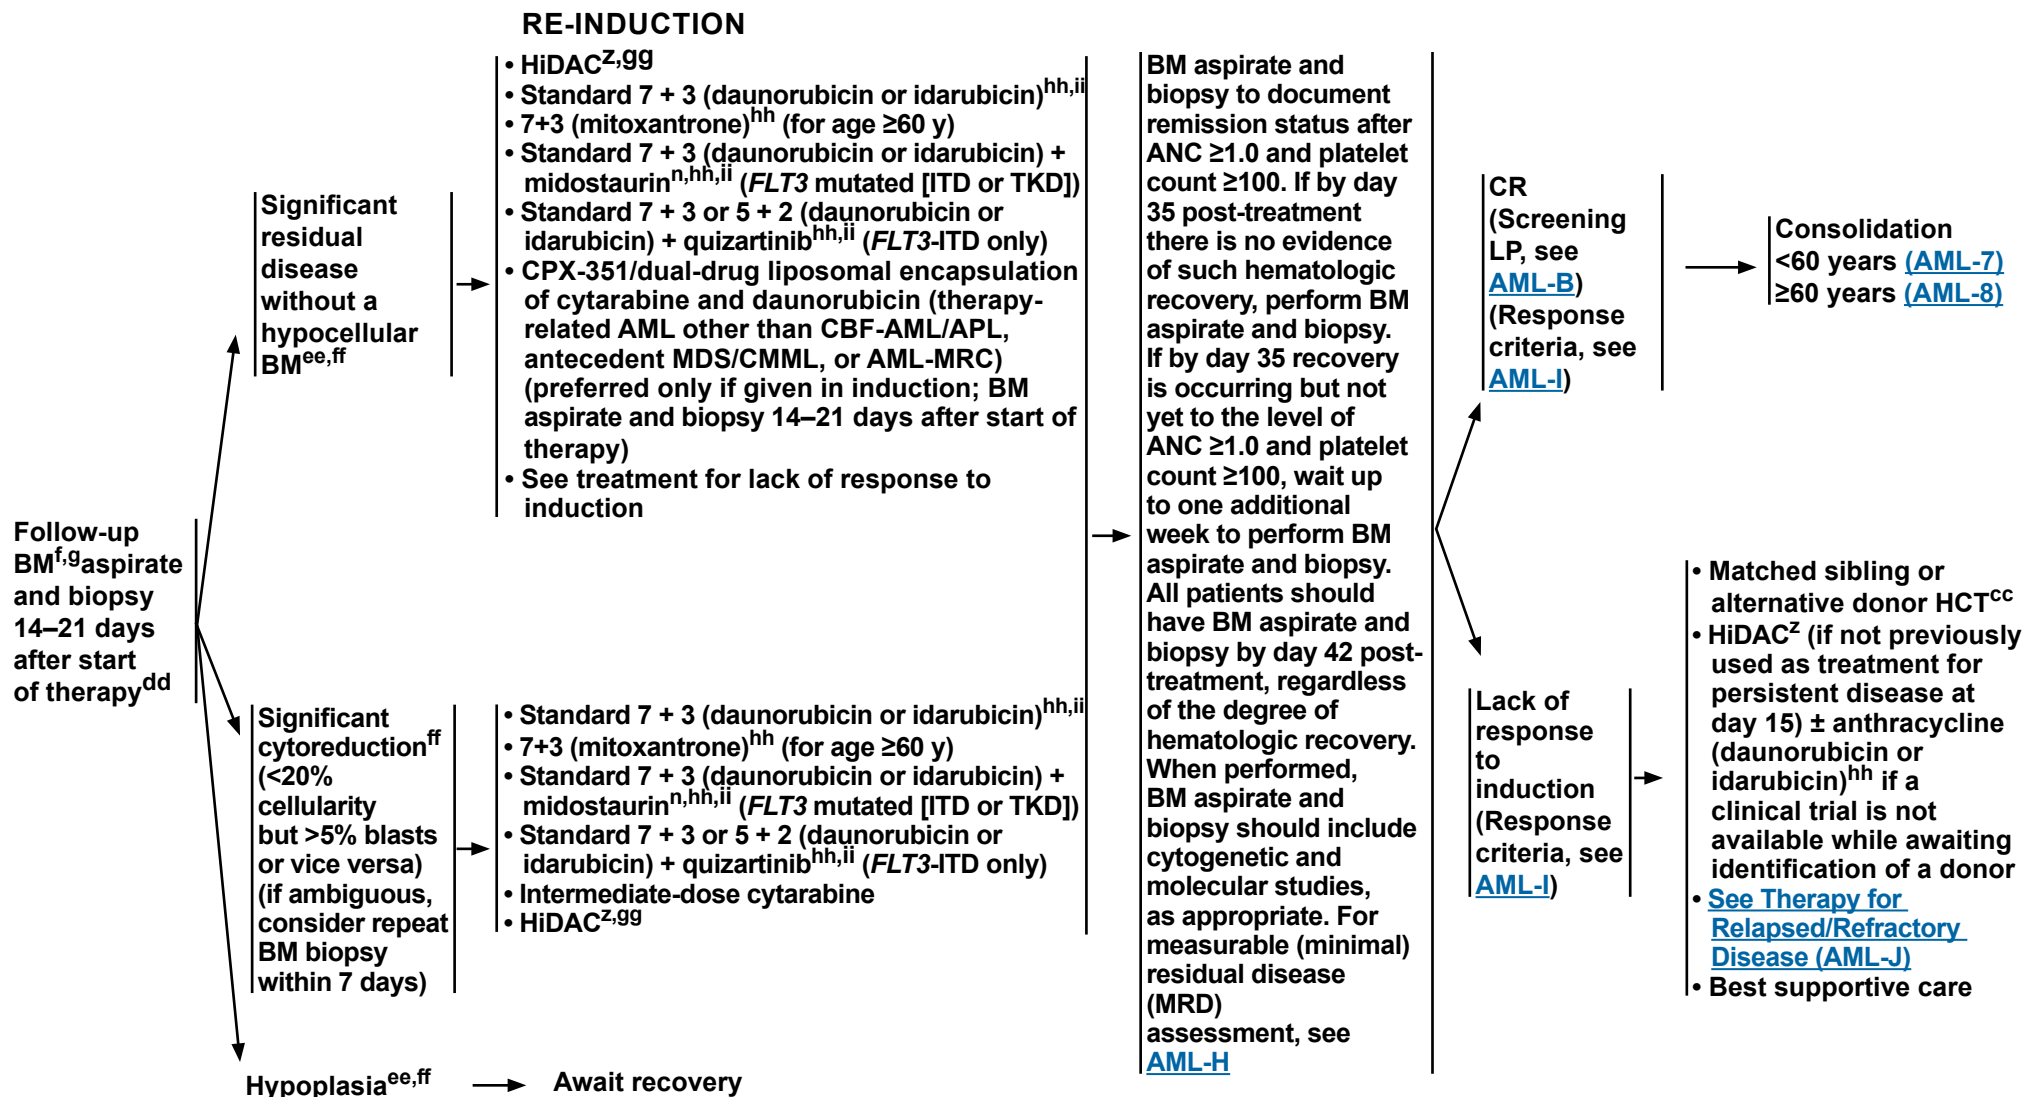 RE-INDUCTION
Follow-up
BMf,g aspirate
and biopsy
14–21 days
after start
of therapydd
Significant
residual
disease
without a
hypocellular
BMee,ff
• HiDACz,gg
• Standard 7 + 3 (daunorubicin or idarubicin)hh,ii
• 7+3 (mitoxantrone)hh (for age ≥60 y)
• Standard 7 + 3 (daunorubicin or idarubicin) +
midostaurinn,hh,ii (FLT3 mutated [ITD or TKD])
• Standard 7 + 3 or 5 + 2 (daunorubicin or
idarubicin) + quizartinibhh,ii (FLT3-ITD only)
• CPX-351/dual-drug liposomal encapsulation
of cytarabine and daunorubicin (therapy-
related AML other than CBF-AML/APL,
antecedent MDS/CMML, or AML-MRC)
(preferred only if given in induction; BM
aspirate and biopsy 14–21 days after start of
therapy)
• See treatment for lack of response to
induction
Significant
cytoreductionff
(<20%
cellularity
but >5% blasts
or vice versa)
(if ambiguous,
consider repeat
BM biopsy
within 7 days)
• Standard 7 + 3 (daunorubicin or idarubicin)hh,ii
• 7+3 (mitoxantrone)hh (for age ≥60 y)
• Standard 7 + 3 (daunorubicin or idarubicin) +
midostaurinn,hh,ii (FLT3 mutated [ITD or TKD])
• Standard 7 + 3 or 5 + 2 (daunorubicin or
idarubicin) + quizartinibhh,ii (FLT3-ITD only)
• Intermediate-dose cytarabine
• HiDACz,gg
Hypoplasiaee,ff
Await recovery
BM aspirate and
biopsy to document
remission status after
ANC ≥1.0 and platelet
count ≥100. If by day
35 post-treatment
there is no evidence
of such hematologic
recovery, perform BM
aspirate and biopsy.
If by day 35 recovery
is occurring but not
yet to the level of
ANC ≥1.0 and platelet
count ≥100, wait up
to one additional
week to perform BM
aspirate and biopsy.
All patients should
have BM aspirate and
biopsy by day 42 post-
treatment, regardless
of the degree of
hematologic recovery.
When performed,
BM aspirate and
biopsy should include
cytogenetic and
molecular studies,
as appropriate. For
measurable (minimal)
residual disease
(MRD)
assessment, see
AML-H
CR
(Screening
LP, see
AML-B)
(Response
criteria, see
AML-I)
Consolidation
<60 years (AML-7)
≥60 years (AML-8)
Lack of
response
to
induction
(Response
criteria, see
AML-I)
• Matched sibling or
alternative donor HCTcc
• HiDACz (if not previously
used as treatment for
persistent disease at
day 15) ± anthracycline
(daunorubicin or
idarubicin)hh if a
clinical trial is not
available while awaiting
identification of a donor
• See Therapy for
Relapsed/Refractory
Disease (AML-J)
• Best supportive care